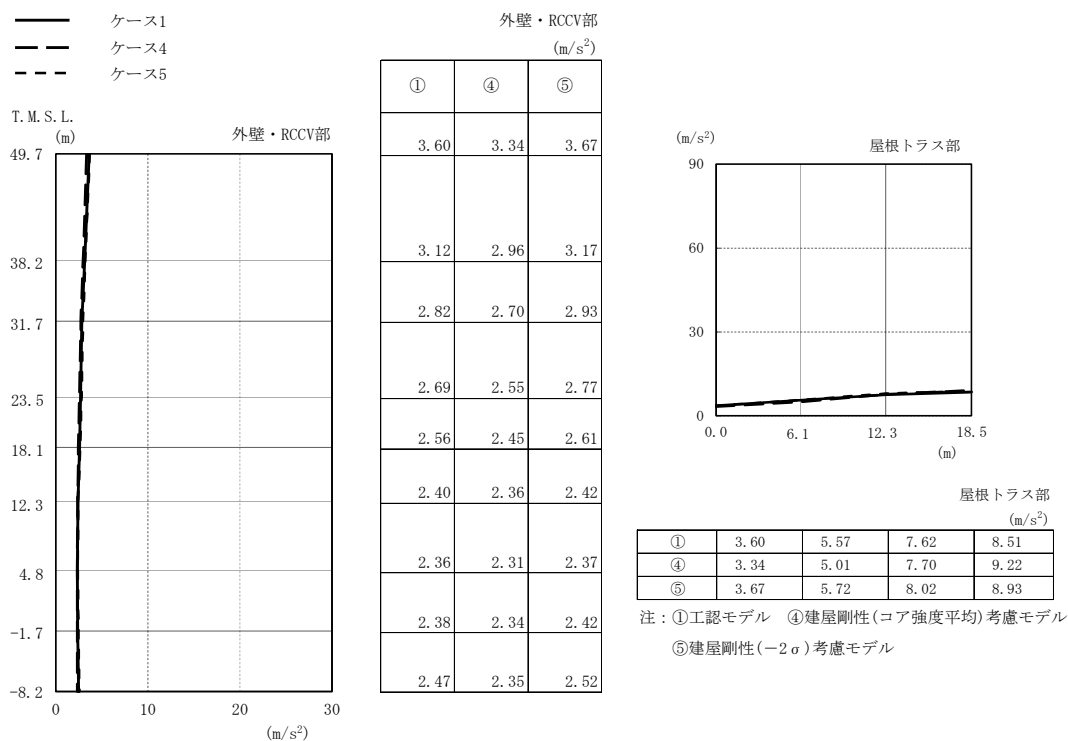 ケース1
ケース4
ケース5
T.M.S.L.
(m)
外壁・RCCV部
49.7
38.2
31.7
23.5
18.1
12.3
4.8
-1.7
-8.2
0 10 20 30
(m/s²)
外壁・RCCV部
(m/s²)
① ④ ⑤
3.60 3.34 3.67
3.12 2.96 3.17
2.82 2.70 2.93
2.69 2.55 2.77
2.56 2.45 2.61
2.40 2.36 2.42
2.36 2.31 2.37
2.38 2.34 2.42
2.47 2.35 2.52
(m/s²)
屋根トラス部
90
60
30
0
0.0 6.1 12.3 18.5
(m)
屋根トラス部
(m/s²)
① 3.60 5.57 7.62 8.51
④ 3.34 5.01 7.70 9.22
⑤ 3.67 5.72 8.02 8.93
注：①工認モデル ④建屋剛性(コア強度平均)考慮モデル
⑤建屋剛性(－2σ)考慮モデル